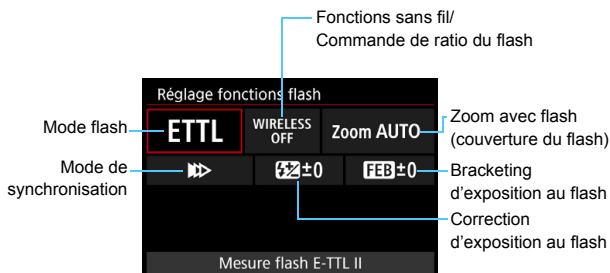 Fonctions sans fil/
Commande de ratio du flash
Réglage fonctions flash
Mode flash
ETTL
WIRELESS
OFF
Zoom AUTO
Zoom avec flash
(couverture du flash)
Mode de
synchronisation
±0
FEB±0
Bracketing
d'exposition au flash
Correction
d'exposition au flash
Mesure flash E-TTL II